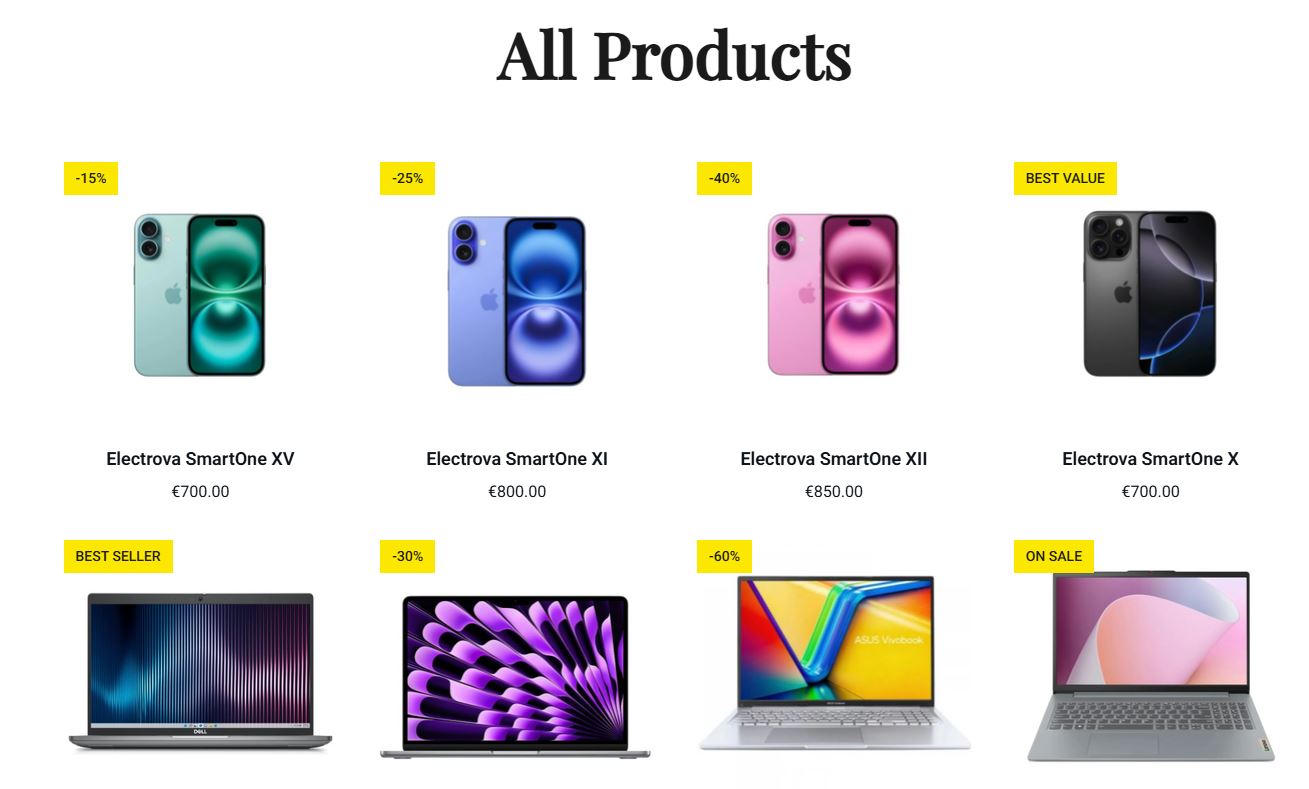 All Products
-15%
-25%
-40%
BEST VALUE
Electrova SmartOne XV
Electrova SmartOne XI
Electrova SmartOne XII
Electrova SmartOne X
€700.00
€800.00
€850.00
€700.00
BEST SELLER
-30%
-60%
ON SALE
ASUS Vivobook
DELL
Lenovo